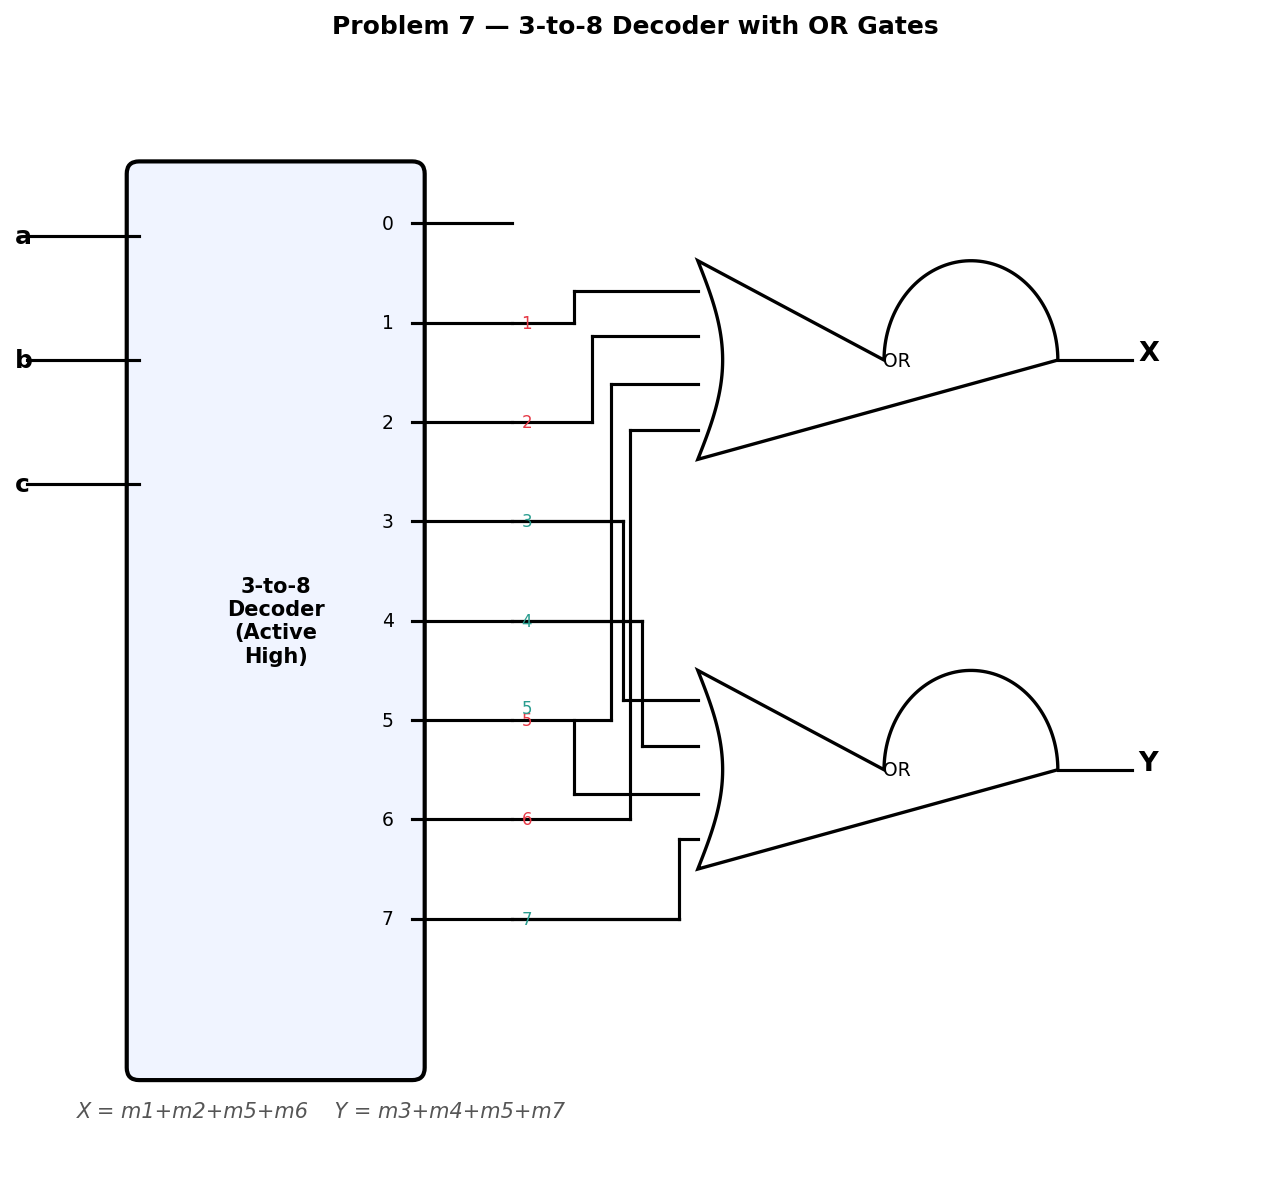 Problem 7 — 3-to-8 Decoder with OR Gates
a
b
c
3-to-8
Decoder
(Active
High)
0
1
2
3
4
5
6
7
1
2
3
4
5
5
6
7
OR
X
OR
Y
X = m1+m2+m5+m6 Y = m3+m4+m5+m7